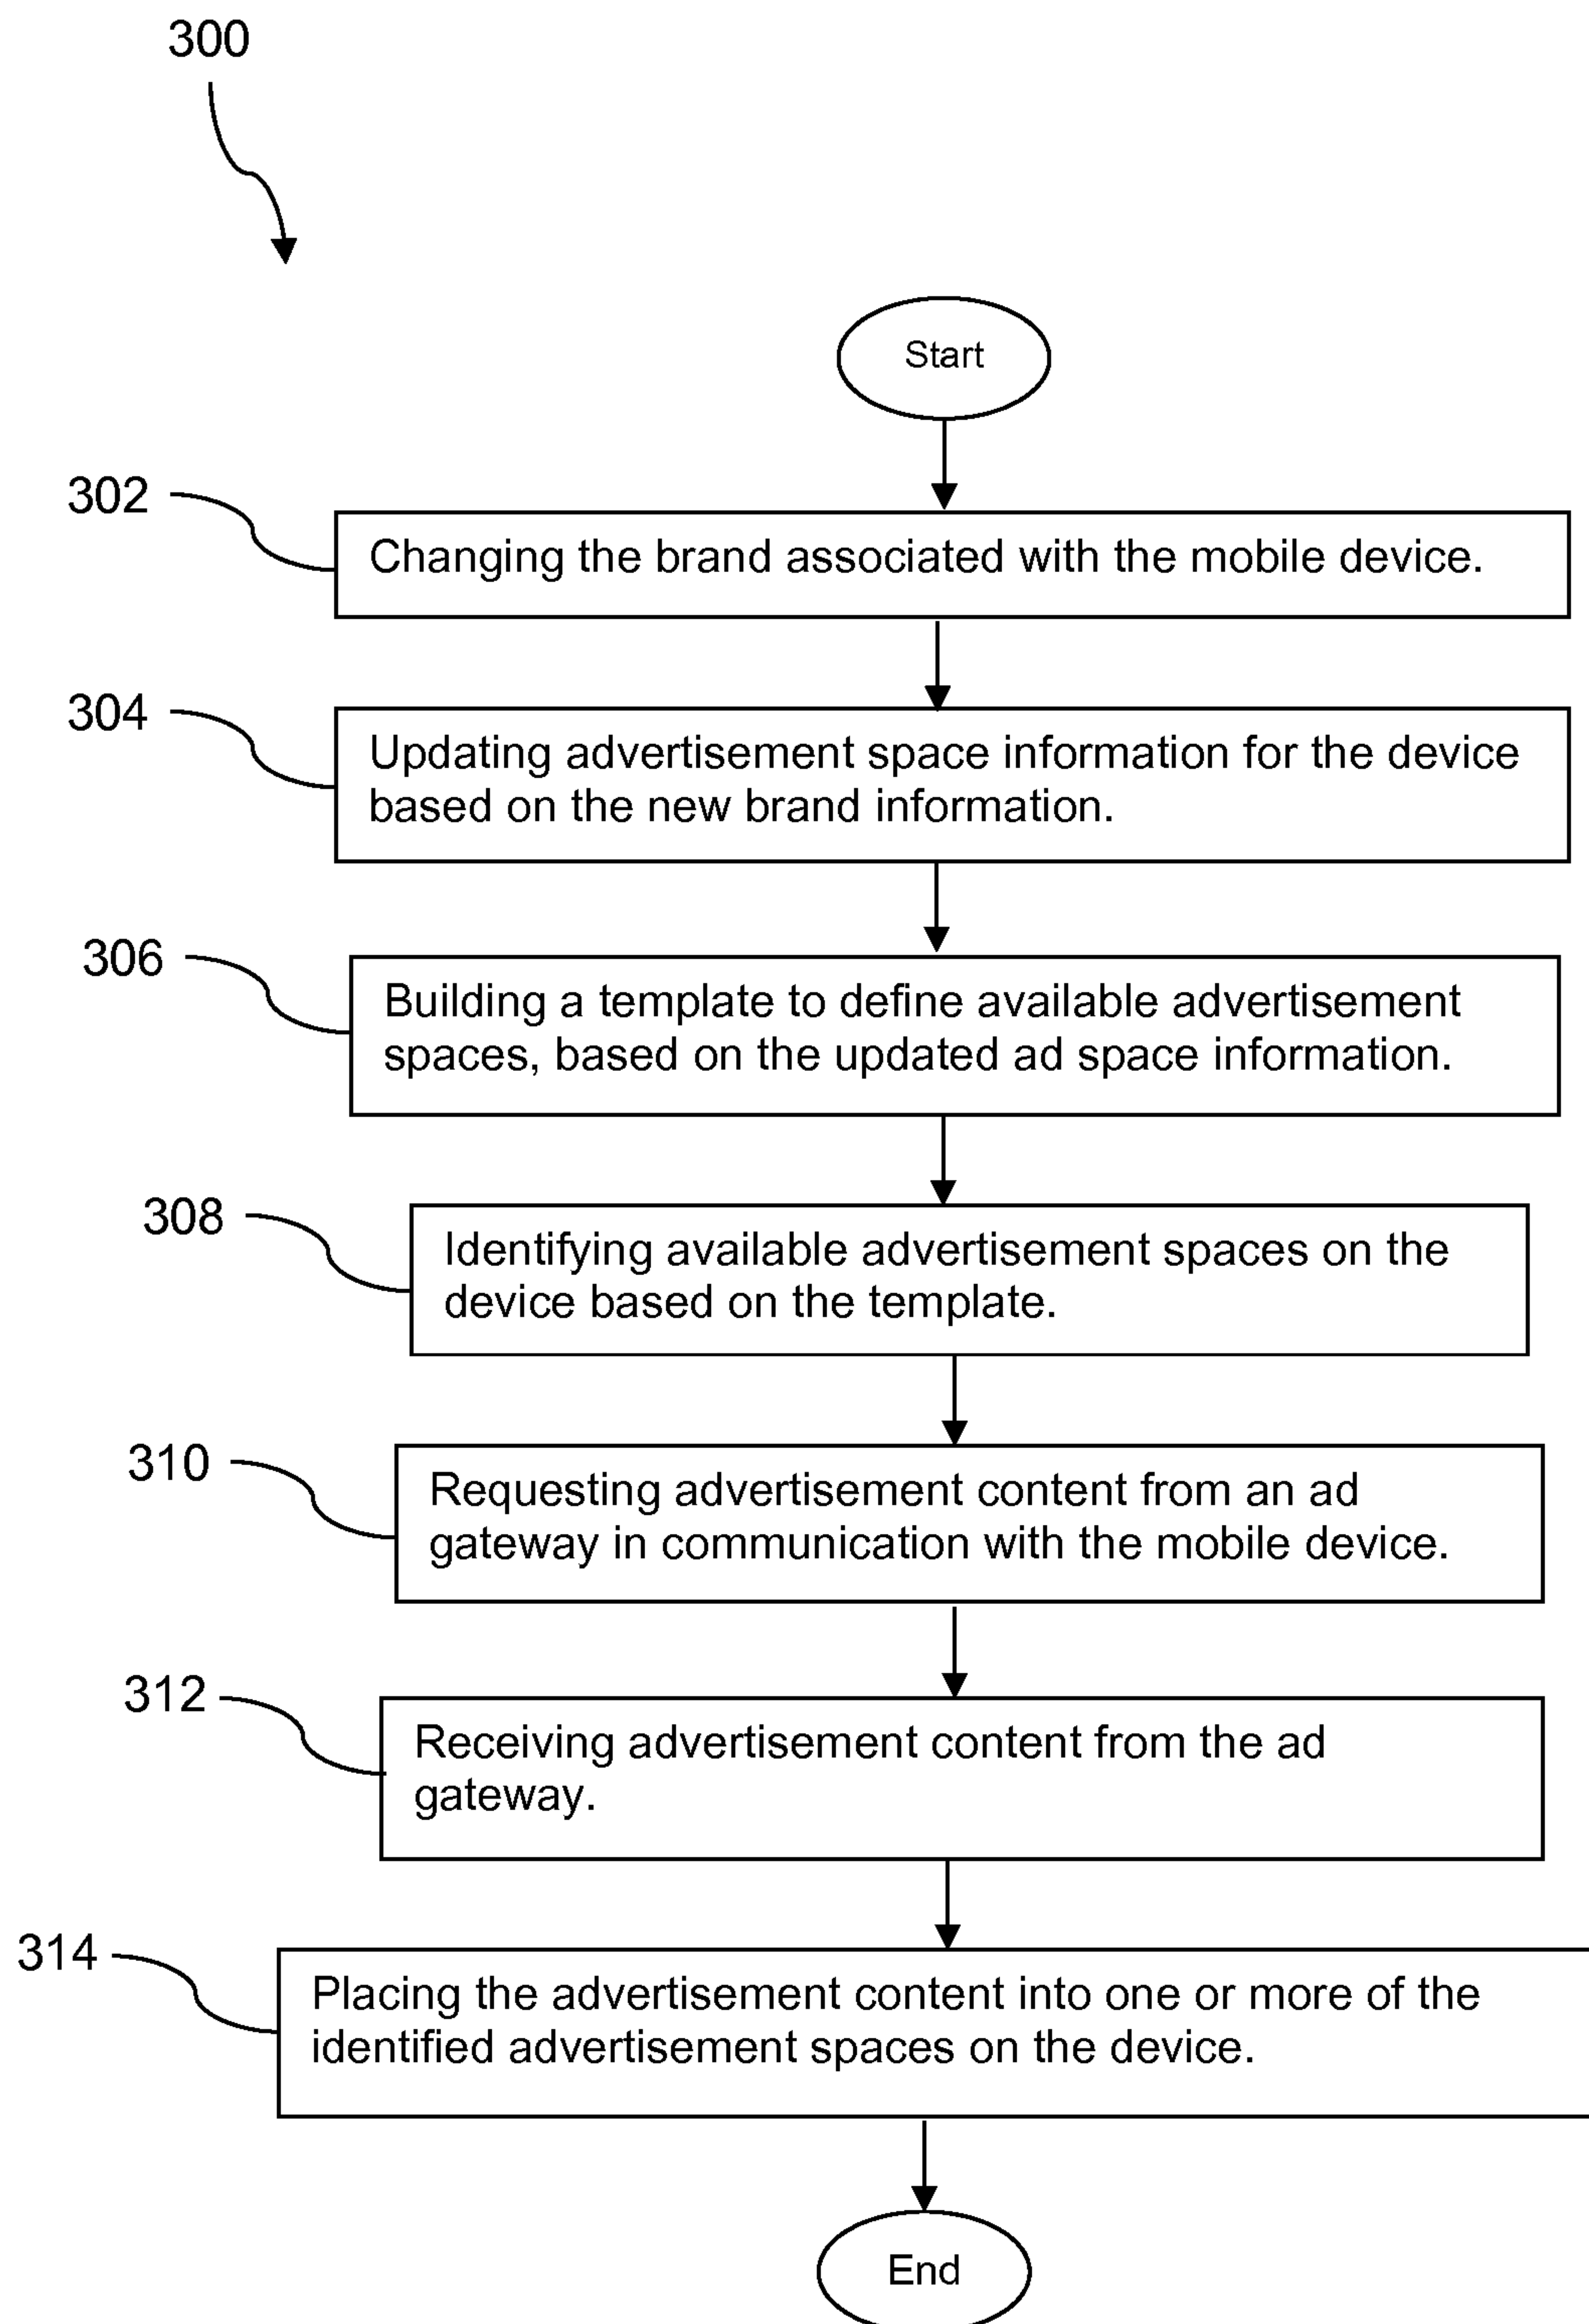 300
Start
302
Changing the brand associated with the mobile device.
304
Updating advertisement space information for the device
based on the new brand information.
306
Building a template to define available advertisement
spaces, based on the updated ad space information.
308
Identifying available advertisement spaces on the
device based on the template.
310
Requesting advertisement content from an ad
gateway in communication with the mobile device.
312
Receiving advertisement content from the ad
gateway.
314
Placing the advertisement content into one or more of the
identified advertisement spaces on the device.
End